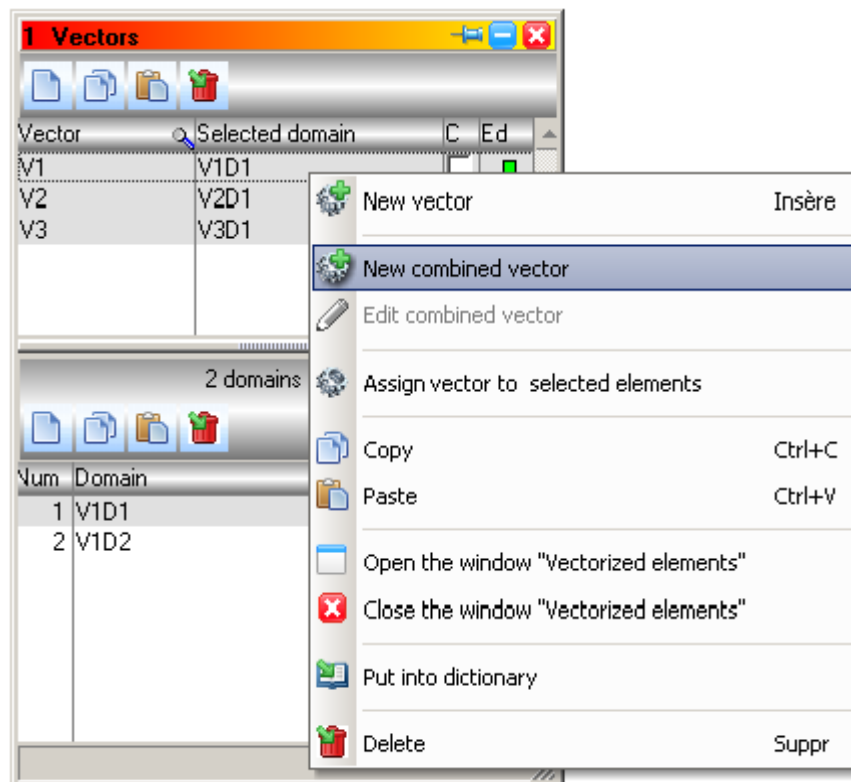 1 Vectors
Vector Selected domain C Ed
V1 V1D1
V2 V2D1
V3 V3D1
New vector Insère
New combined vector
Edit combined vector
Assign vector to selected elements
Copy Ctrl+C
Paste Ctrl+V
Open the window "Vectorized elements"
Close the window "Vectorized elements"
Put into dictionary
Delete Suppr
2 domains
Num Domain
1 V1D1
2 V1D2